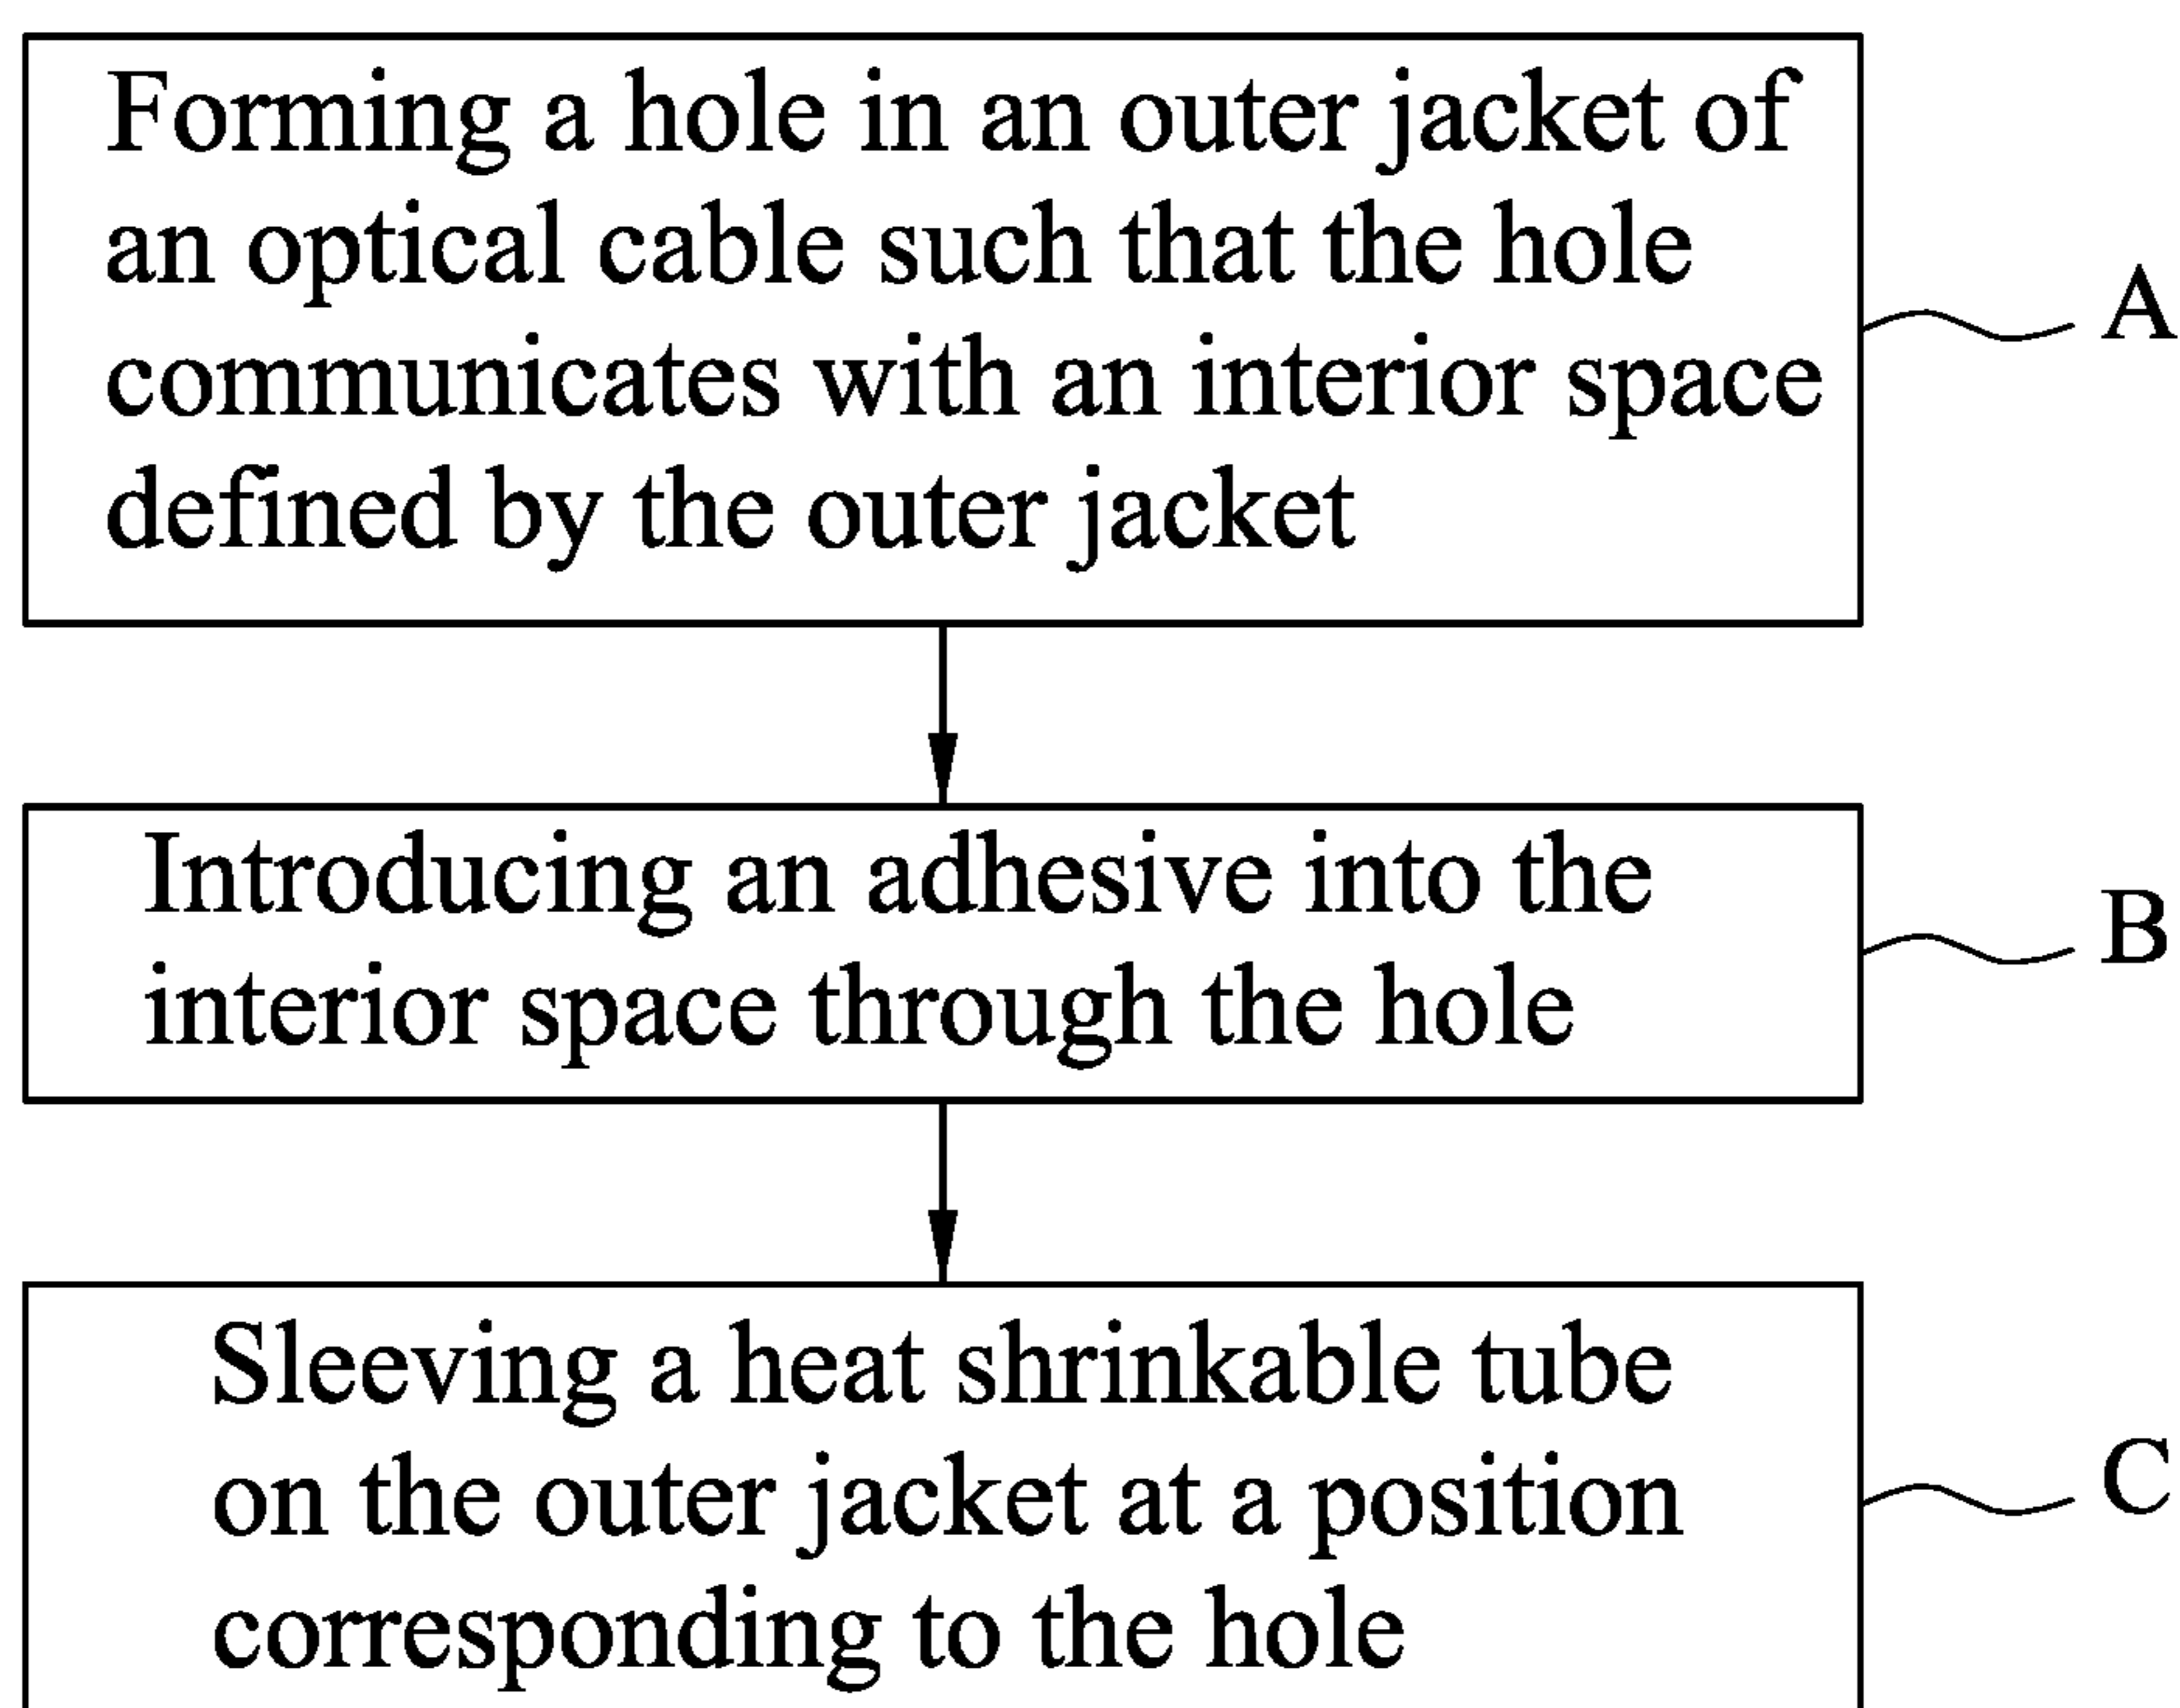 Forming a hole in an outer jacket of
an optical cable such that the hole
communicates with an interior space
defined by the outer jacket
A
Introducing an adhesive into the
interior space through the hole
B
Sleeving a heat shrinkable tube
on the outer jacket at a position
corresponding to the hole
C